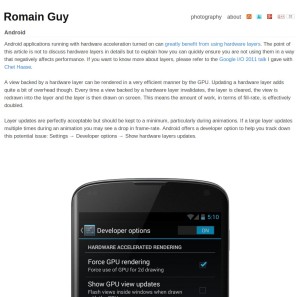 Romain Guy
photography about
Android
Android applications running with hardware acceleration turned on can greatly benefit from using hardware layers. The point of
this article is not to discuss hardware layers in details but to explain how you can quickly ensure you are not using them in a way
that negatively affects performance. If you want to know more about layers, please refer to the Google I/O 2011 talk I gave with
Chet Haase.
A view backed by a hardware layer can be rendered in a very efficient manner by the GPU. Updating a hardware layer adds
quite a bit of overhead though. Every time a view backed by a hardware layer invalidates, the layer is cleared, the view is
redrawn into the layer and the layer is then drawn on screen. This means the amount of work, in terms of fill-rate, is effectively
doubled.
Layer updates are perfectly acceptable but should be kept to a minimum, particularly during animations. If a large layer updates
multiple times during an animation you may see a drop in frame-rate. Android offers a developer option to help you track down
this potential issue: Settings → Developer options → Show hardware layers updates.
5:10
Developer options
ON
HARDWARE ACCELERATED RENDERING
Force GPU rendering
Force use of GPU for 2d drawing
Show GPU view updates
Flash views inside windows when drawn